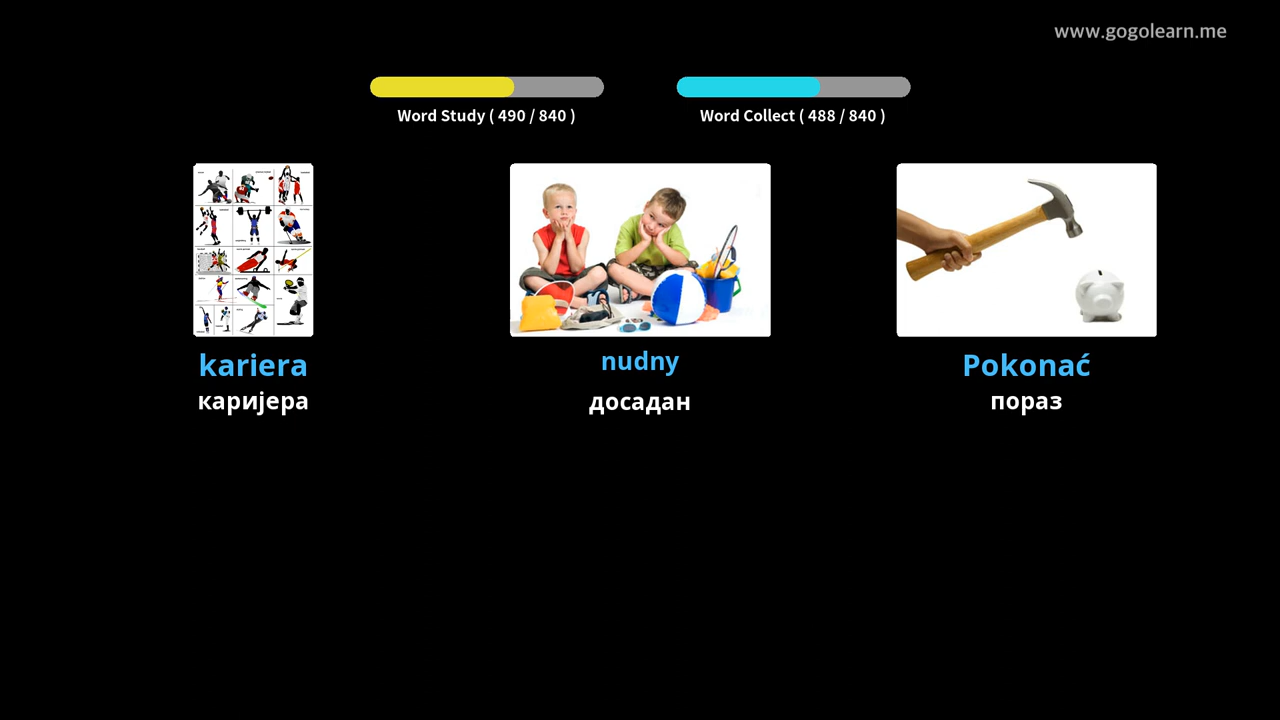 www.gogolearn.me
Word Study ( 490 / 840 )
Word Collect ( 488 / 840 )
kariera
nudny
Pokonać
каријера
досадан
пораз